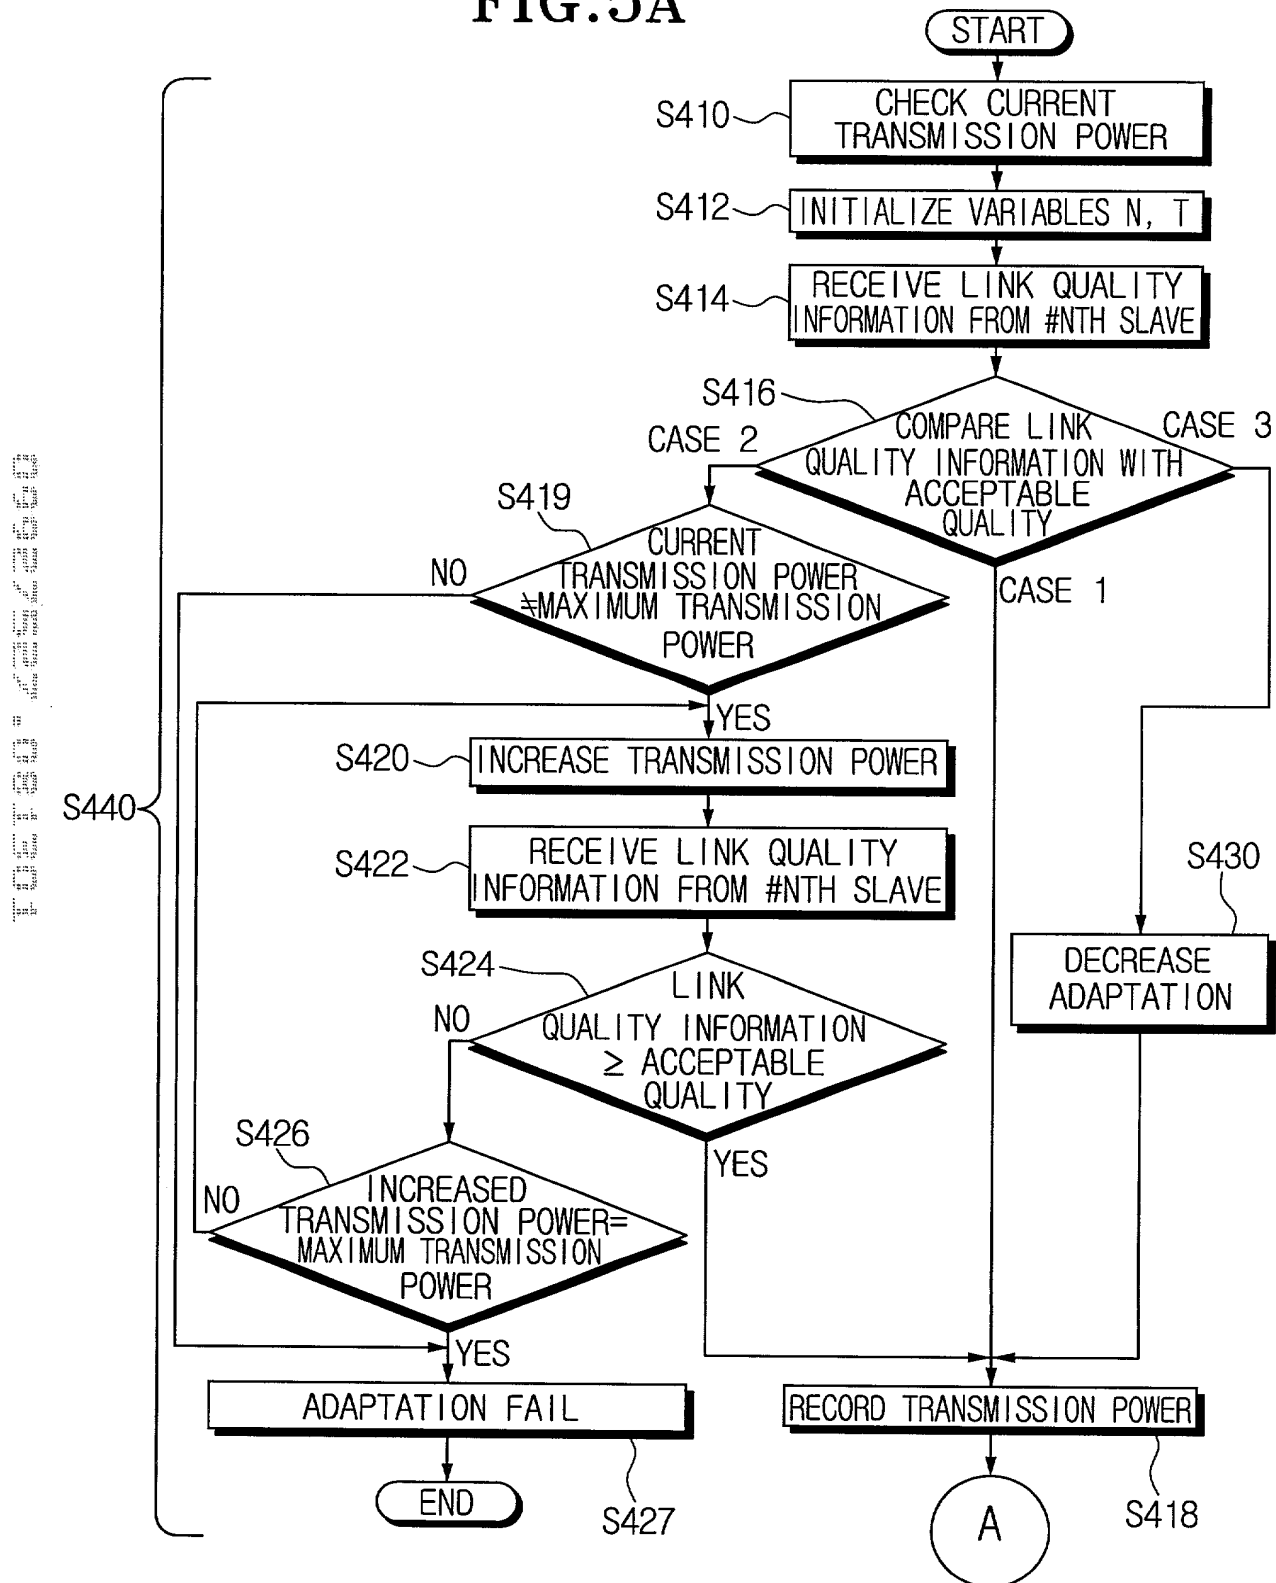 FIG.5A
START
S410
CHECK CURRENT
TRANSMISSION POWER
S412
INITIALIZE VARIABLES N, T
S414
RECEIVE LINK QUALITY
INFORMATION FROM #NTH SLAVE
S416
COMPARE LINK
QUALITY INFORMATION WITH
ACCEPTABLE
QUALITY
CASE 2
CASE 3
CASE 1
S419
CURRENT
TRANSMISSION POWER
≠MAXIMUM TRANSMISSION
POWER
NO
YES
S420
INCREASE TRANSMISSION POWER
S440
S422
RECEIVE LINK QUALITY
INFORMATION FROM #NTH SLAVE
S430
DECREASE
ADAPTATION
S424
LINK
QUALITY INFORMATION
≥ ACCEPTABLE
QUALITY
NO
YES
S426
INCREASED
TRANSMISSION POWER=
MAXIMUM TRANSMISSION
POWER
NO
YES
ADAPTATION FAIL
RECORD TRANSMISSION POWER
END
S427
S418
A